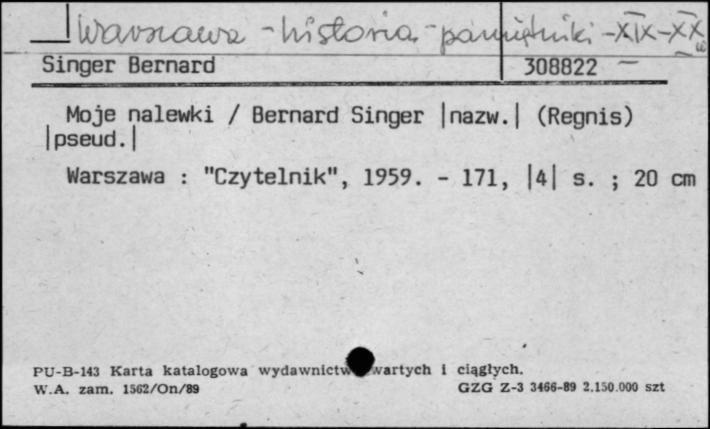 Warszawa - historia - pamiętniki - XIX - XX w
Singer Bernard 308822 -
Moje nalewki / Bernard Singer |nazw.| (Regnis)
|pseud.|
Warszawa : "Czytelnik", 1959. - 171, |4| s. ; 20 cm
PU-B-143 Karta katalogowa wydawnictw wartych i ciągłych.
W.A. zam. 1562/On/89 GZG Z-3 3466-89 2.150.000 szt